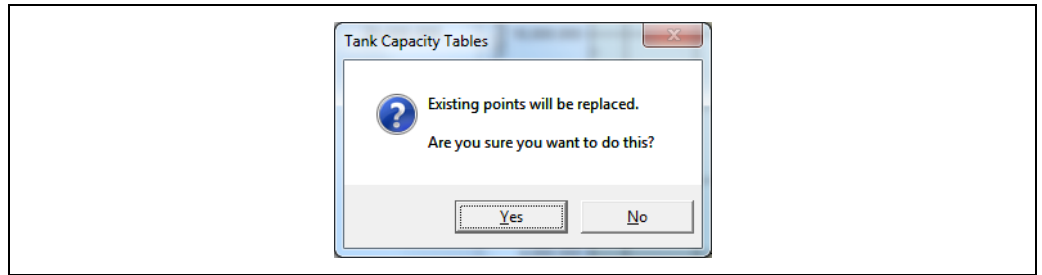 Tank Capacity Tables
Existing points will be replaced.
Are you sure you want to do this?
Yes
No